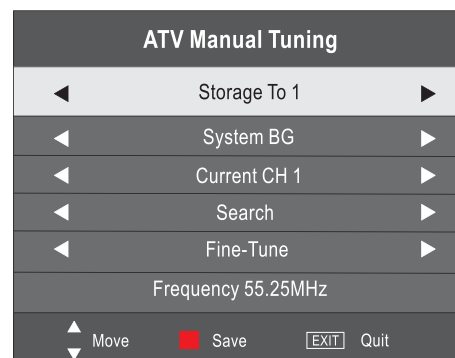 ATV Manual Tuning
Storage To 1
System BG
Current CH 1
Search
Fine-Tune
Frequency 55.25MHz
Move Save EXIT Quit